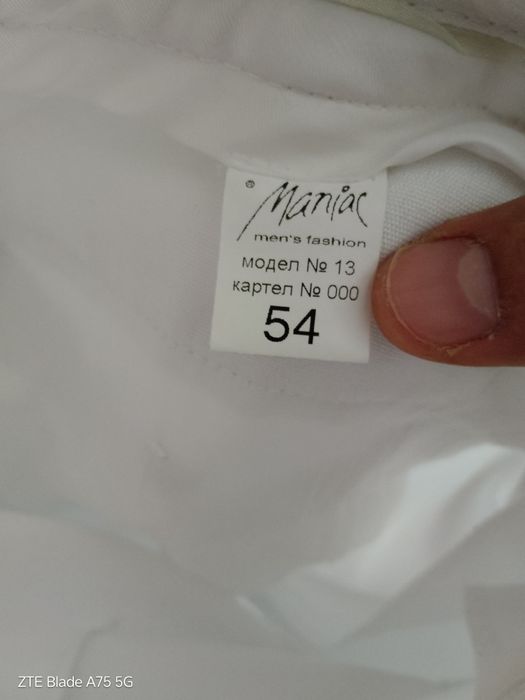 ® Maniac
men's fashion
модел № 13
картел № 000
54
ZTE Blade A75 5G